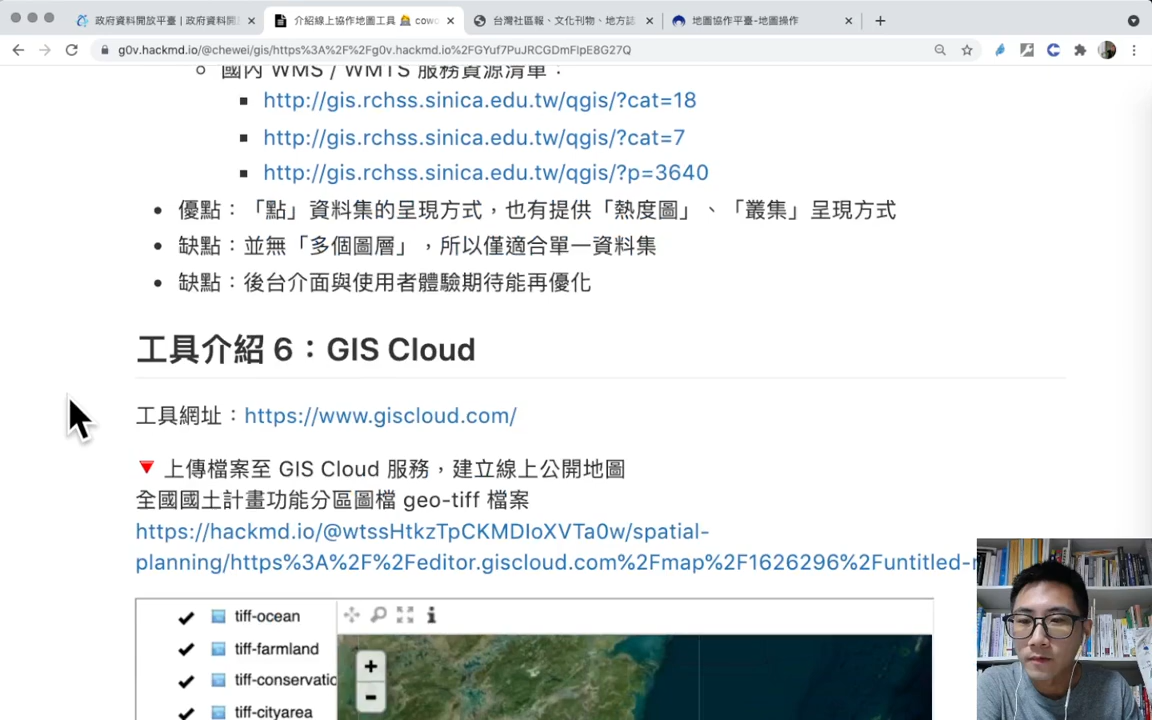 政府資料開放平臺 | 政府資料開
介紹線上協作地圖工具 👷 cowo
台灣社區報、文化刊物、地方誌
地圖協作平臺-地圖操作
g0v.hackmd.io/@chewei/gis/https%3A%2F%2Fg0v.hackmd.io%2FGYuf7PuJRCGDmFlpE8G27Q
國內 WMS / WMTS 服務資源清單：
http://gis.rchss.sinica.edu.tw/qgis/?cat=18
http://gis.rchss.sinica.edu.tw/qgis/?cat=7
http://gis.rchss.sinica.edu.tw/qgis/?p=3640
優點：「點」資料集的呈現方式，也有提供「熱度圖」、「叢集」呈現方式
缺點：並無「多個圖層」，所以僅適合單一資料集
缺點：後台介面與使用者體驗期待能再優化
工具介紹 6：GIS Cloud
工具網址：https://www.giscloud.com/
🔻 上傳檔案至 GIS Cloud 服務，建立線上公開地圖
全國國土計畫功能分區圖檔 geo-tiff 檔案
https://hackmd.io/@wtssHtkzTpCKMDIoXVTa0w/spatial-
planning/https%3A%2F%2Feditor.giscloud.com%2Fmap%2F1626296%2Funtitled-
tiff-ocean
tiff-farmland
tiff-conservatio
tiff-cityarea